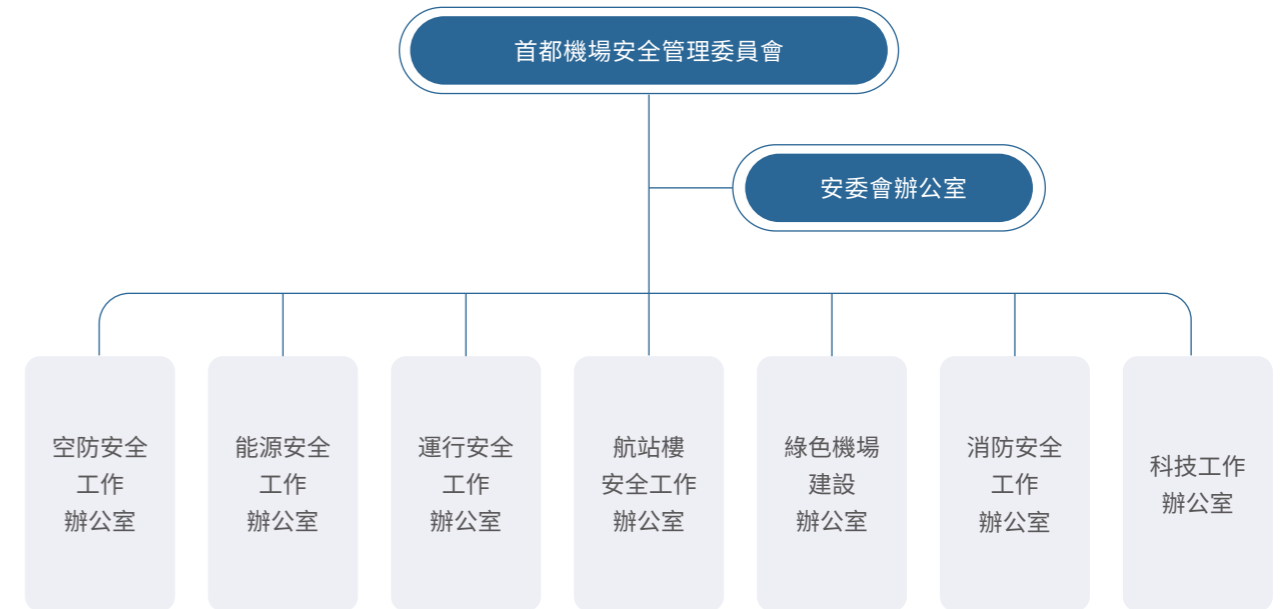 首都機場安全管理委員會
安委會辦公室
空防安全
工作
辦公室
能源安全
工作
辦公室
運行安全
工作
辦公室
航站樓
安全工作
辦公室
綠色機場
建設
辦公室
消防安全
工作
辦公室
科技工作
辦公室